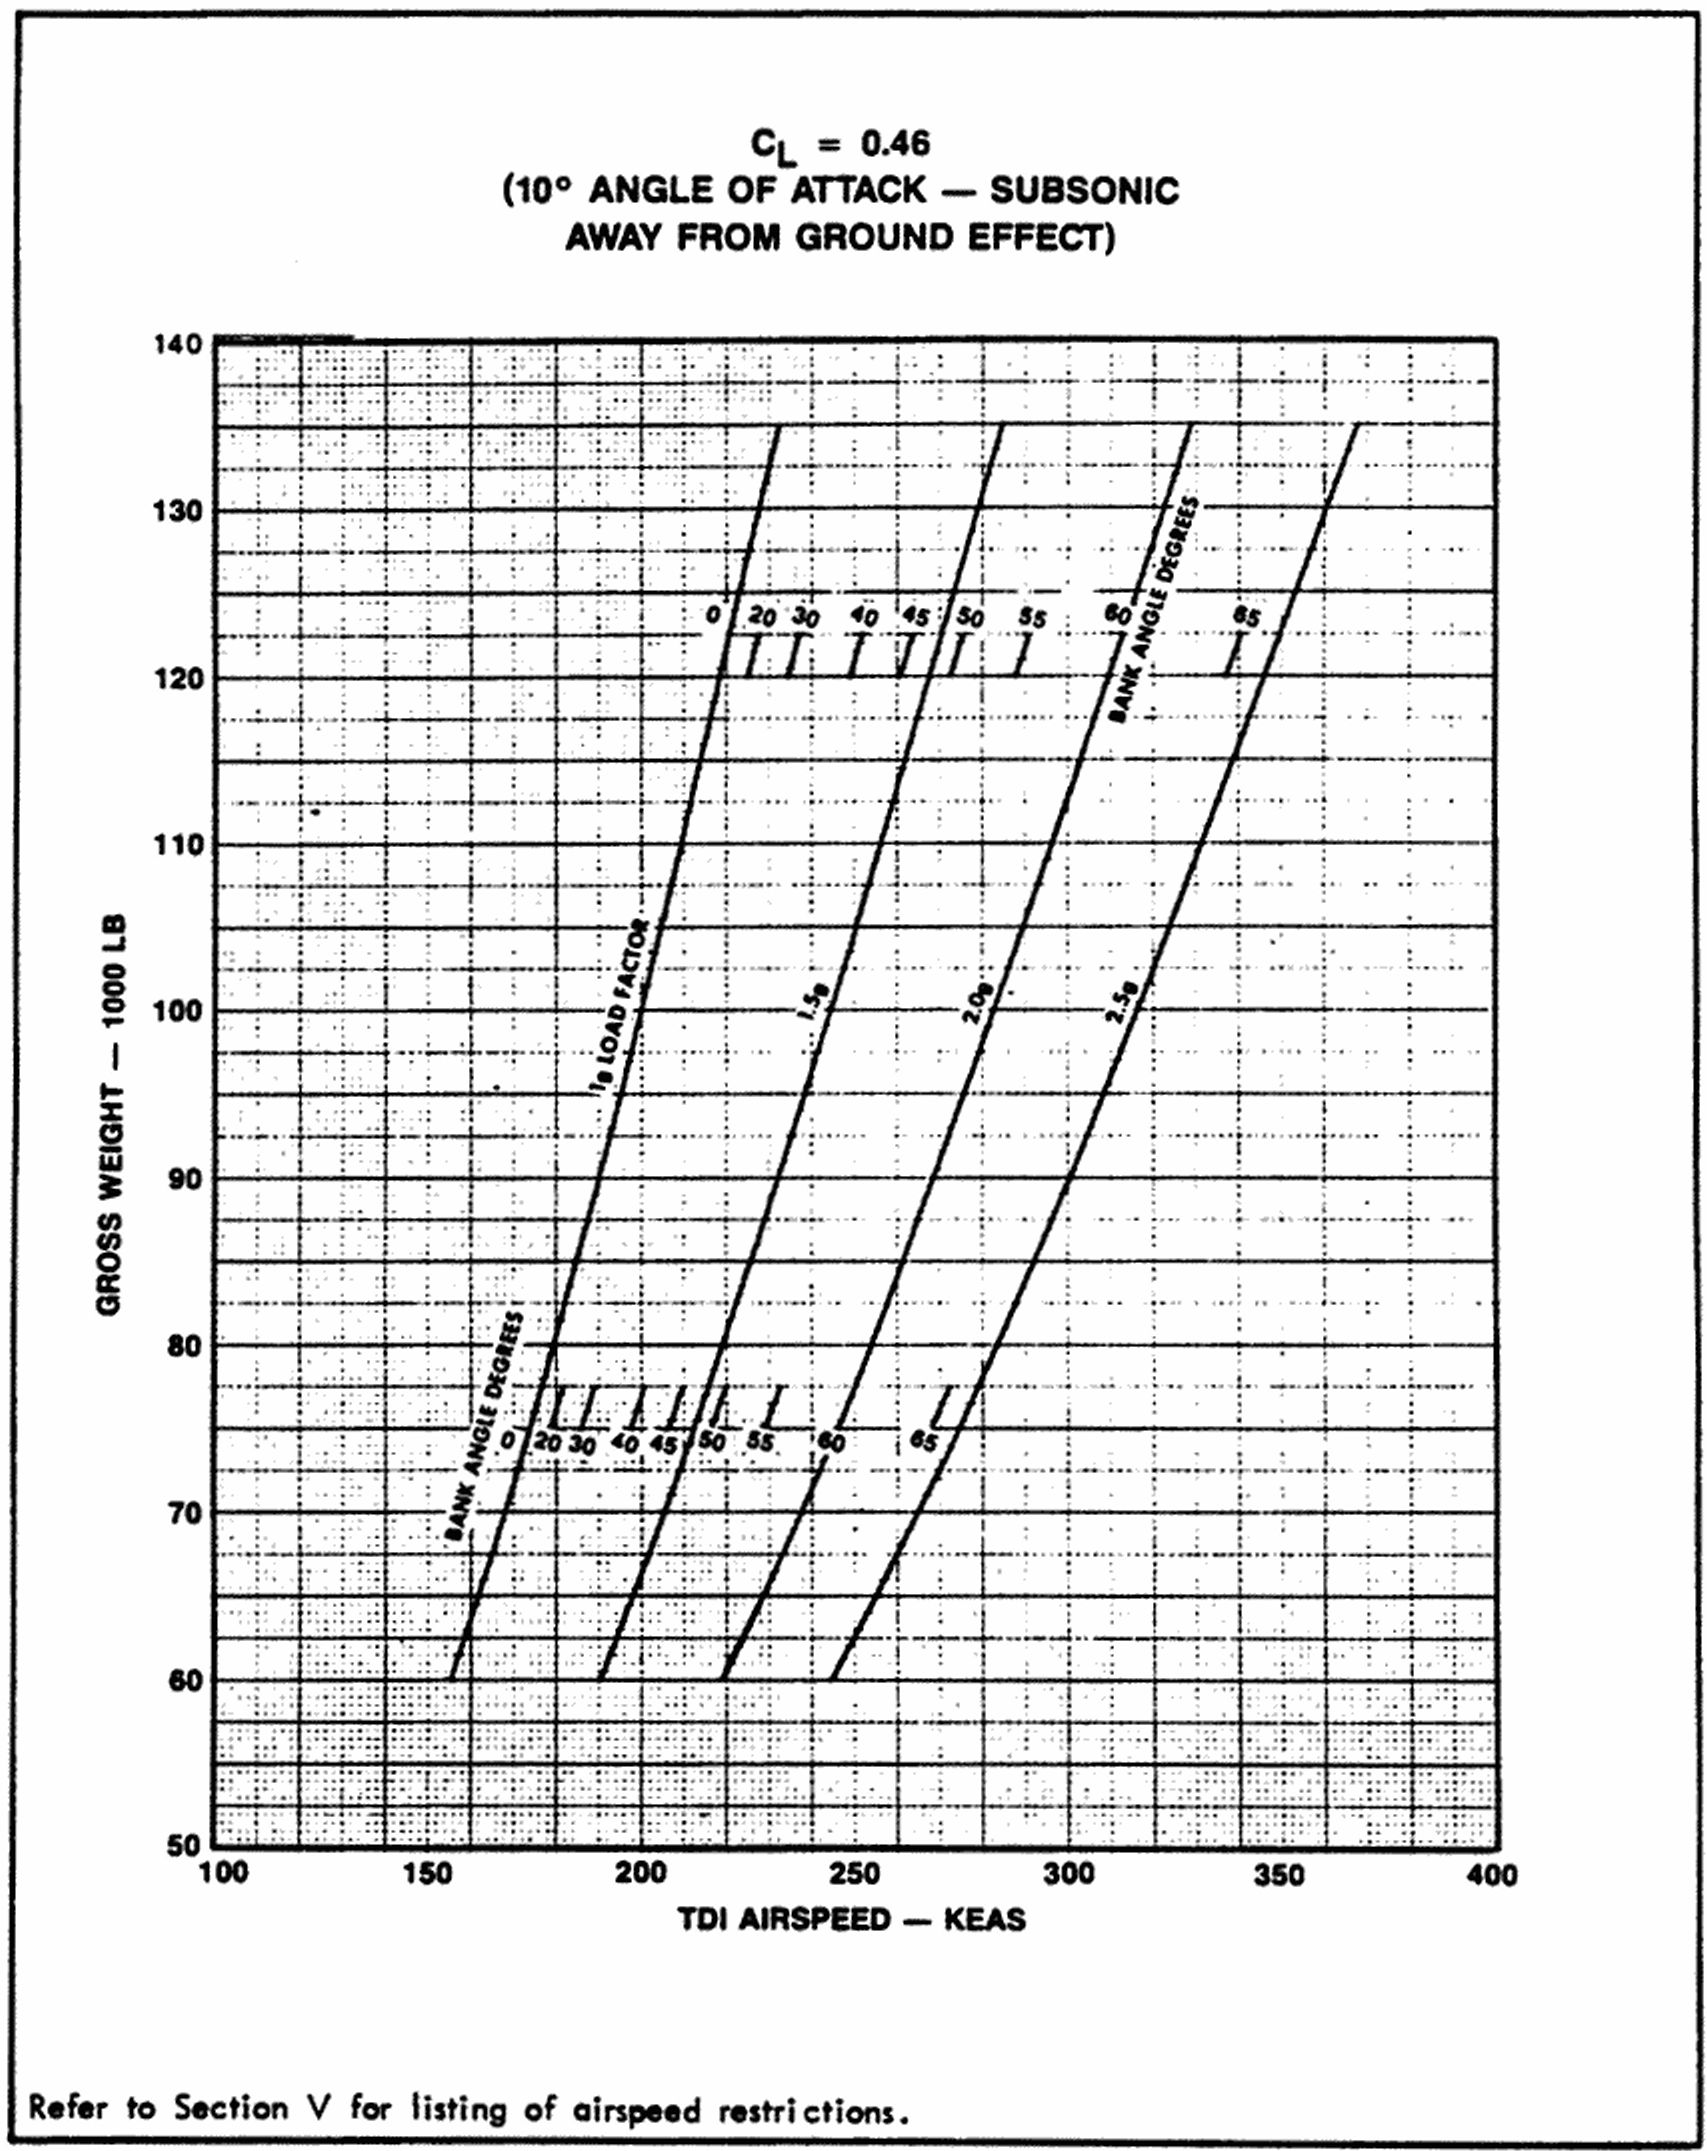 C_L = 0.46
(10° ANGLE OF ATTACK — SUBSONIC
AWAY FROM GROUND EFFECT)
140
130
120
110
100
90
80
70
60
50
GROSS WEIGHT — 1000 LB
0 20 30 40 45 50 55 60 65
BANK ANGLE DEGREES
1g LOAD FACTOR
1.5g
2.0g
2.5g
BANK ANGLE DEGREES
0 20 30 40 45 50 55 60 65
100 150 200 250 300 350 400
TDI AIRSPEED — KEAS
Refer to Section V for listing of airspeed restrictions.